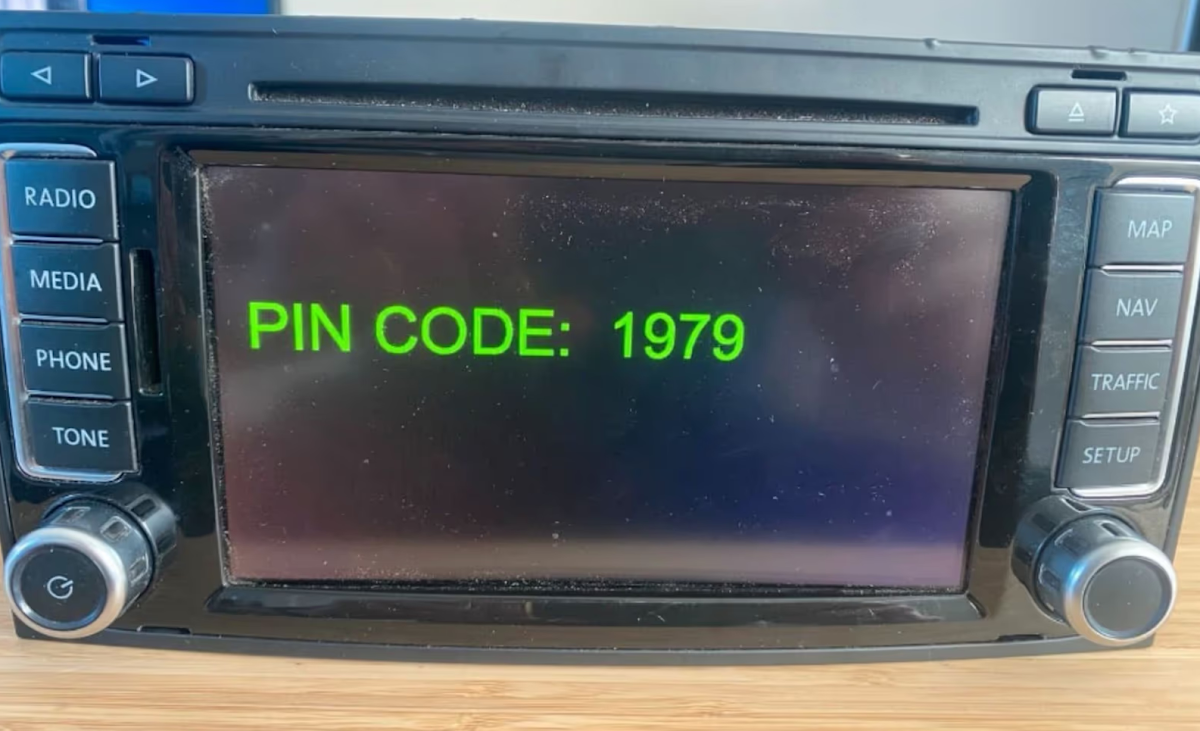 RADIO
MEDIA
PHONE
TONE
PIN CODE: 1979
MAP
NAV
TRAFFIC
SETUP